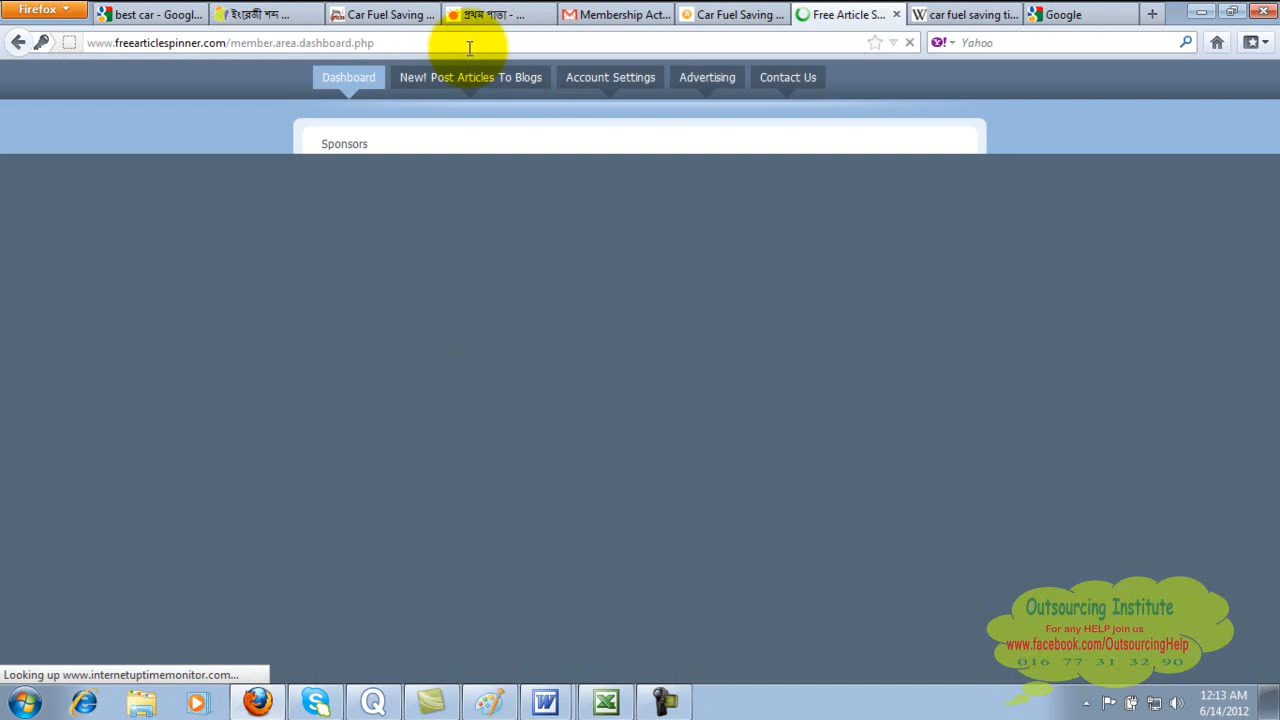 Firefox
best car - Googl...
ইংরেজী শব্দ ...
Car Fuel Saving ...
প্রথম পাতা - ...
Membership Act...
Car Fuel Saving ...
Free Article S...
car fuel saving ti...
Google
www.freearticlespinner.com/member.area.dashboard.php
Yahoo
Dashboard
New! Post Articles To Blogs
Account Settings
Advertising
Contact Us
Sponsors
Outsourcing Institute
For any HELP join us
www.facebook.com/OutsourcingHelp
016 77 31 32 90
Looking up www.internetuptimemonitor.com...
12:13 AM
6/14/2012